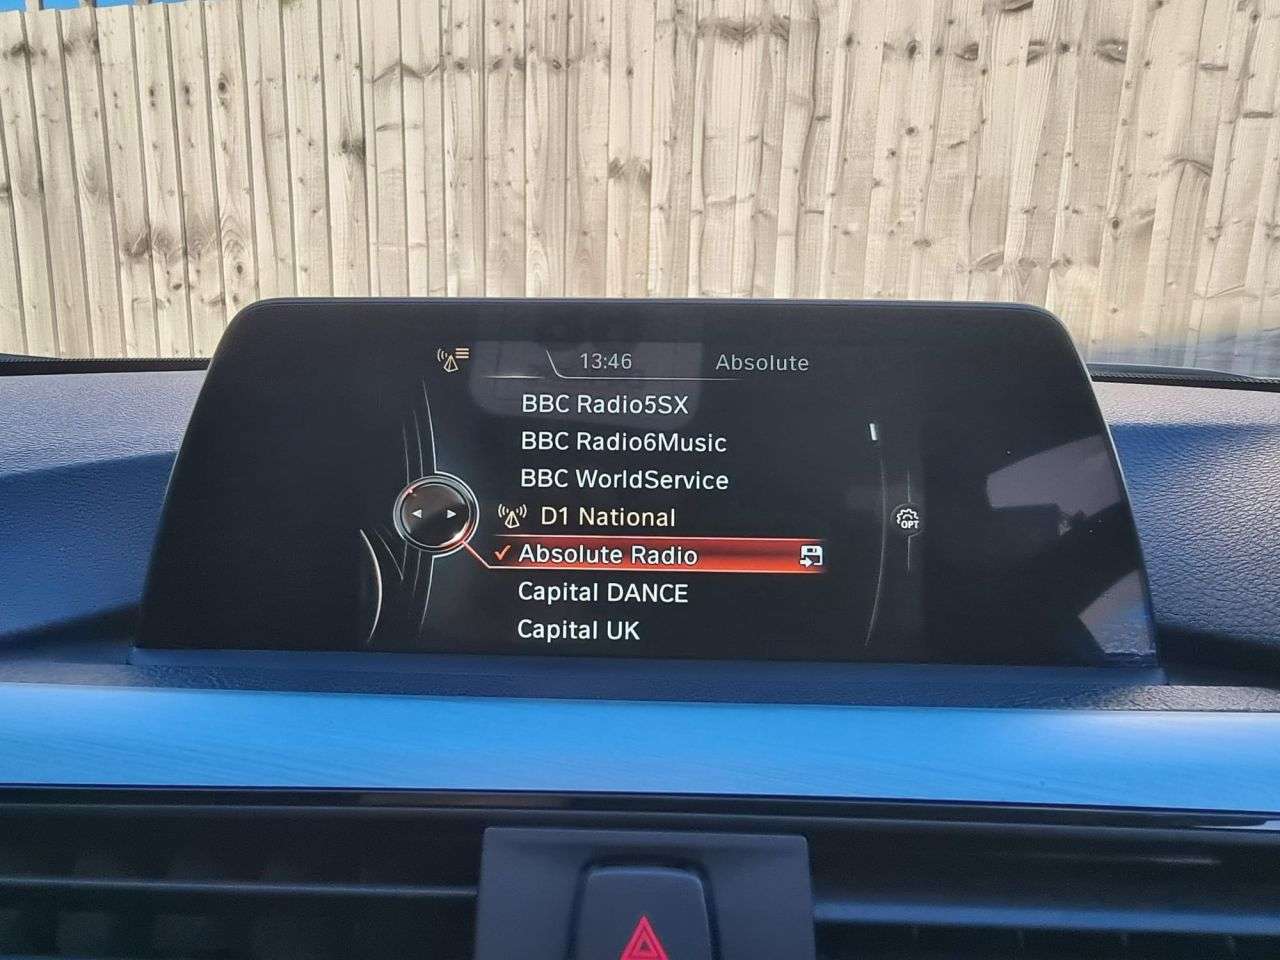 13:46 Absolute
BBC Radio5SX
BBC Radio6Music
BBC WorldService
D1 National
OPT
Absolute Radio
Capital DANCE
Capital UK